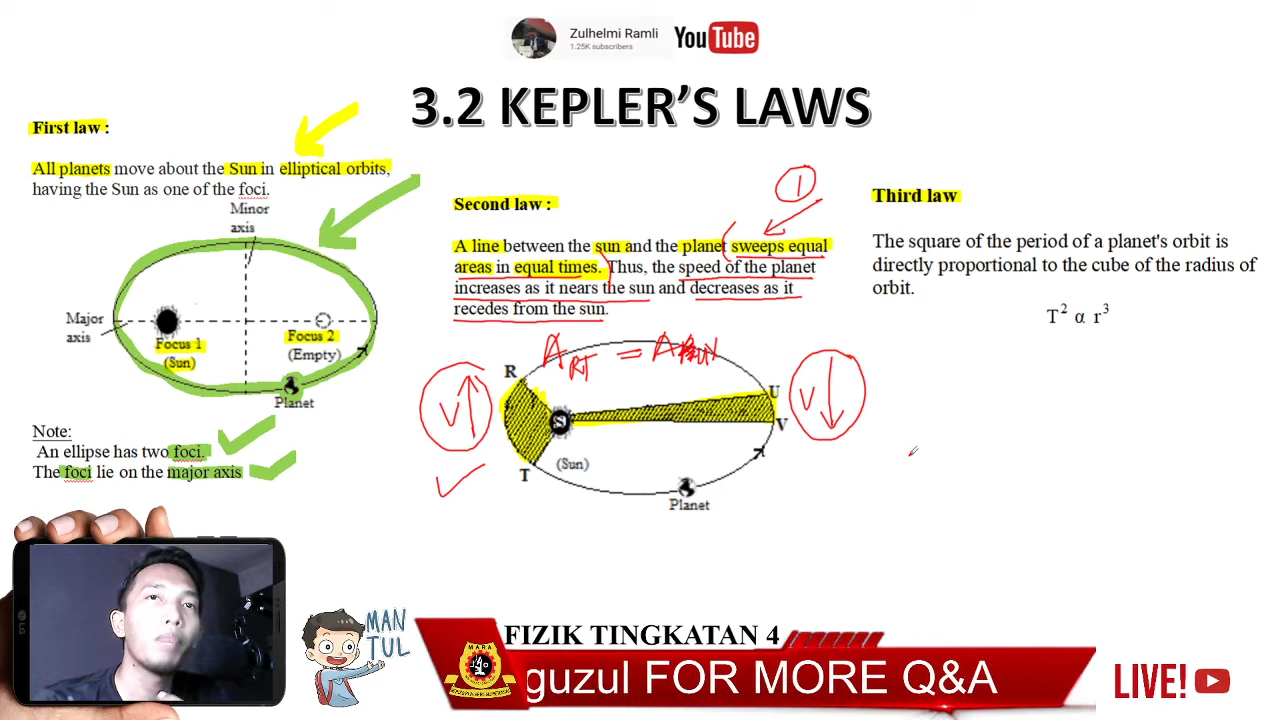 Zulhelmi Ramli
1.25K subscribers
YouTube
3.2 KEPLER'S LAWS
First law :
All planets move about the Sun in elliptical orbits,
having the Sun as one of the foci.
Minor
axis
Major
axis
Focus 1
(Sun)
Focus 2
(Empty)
Planet
Note:
An ellipse has two foci.
The foci lie on the major axis
1
Second law :
A line between the sun and the planet sweeps equal
areas in equal times. Thus, the speed of the planet
increases as it nears the sun and decreases as it
recedes from the sun.
A RT = A
R
U
V
V
S
V
T
(Sun)
Planet
Third law
The square of the period of a planet's orbit is
directly proportional to the cube of the radius of
orbit.
T² α r³
LG
MAN
TUL
MARA
FIZIK TINGKATAN 4
guzul FOR MORE Q&A
LIVE!